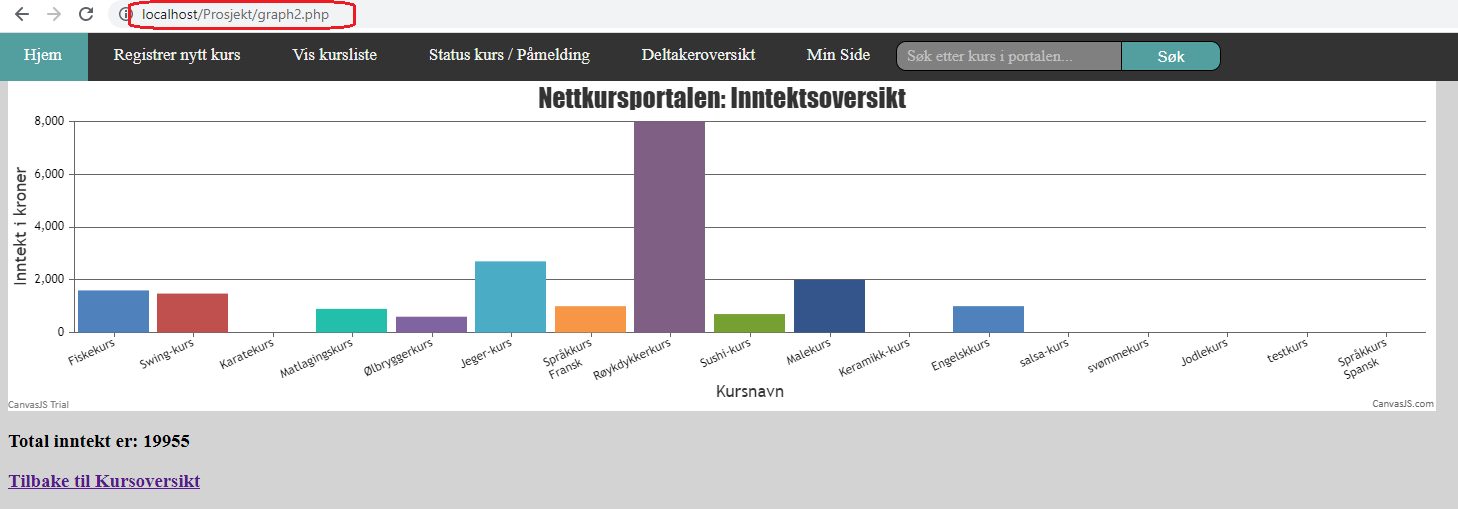 localhost/Prosjekt/graph2.php
Hjem Registrer nytt kurs Vis kursliste Status kurs / Påmelding Deltakeroversikt Min Side Søk etter kurs i portalen... Søk
Nettkursportalen: Inntektsoversikt
Inntekt i kroner
8,000
6,000
4,000
2,000
0
Fiskekurs Swing-kurs Karatekurs Matlagingskurs Ølbryggerkurs Jeger-kurs Språkkurs Fransk Røykdykkerkurs Sushi-kurs Malekurs Keramikk-kurs Engelskkurs salsa-kurs svømmekurs Jodlekurs testkurs Språkkurs Spansk
Kursnavn
CanvasJS Trial CanvasJS.com
Total inntekt er: 19955
Tilbake til Kursoversikt